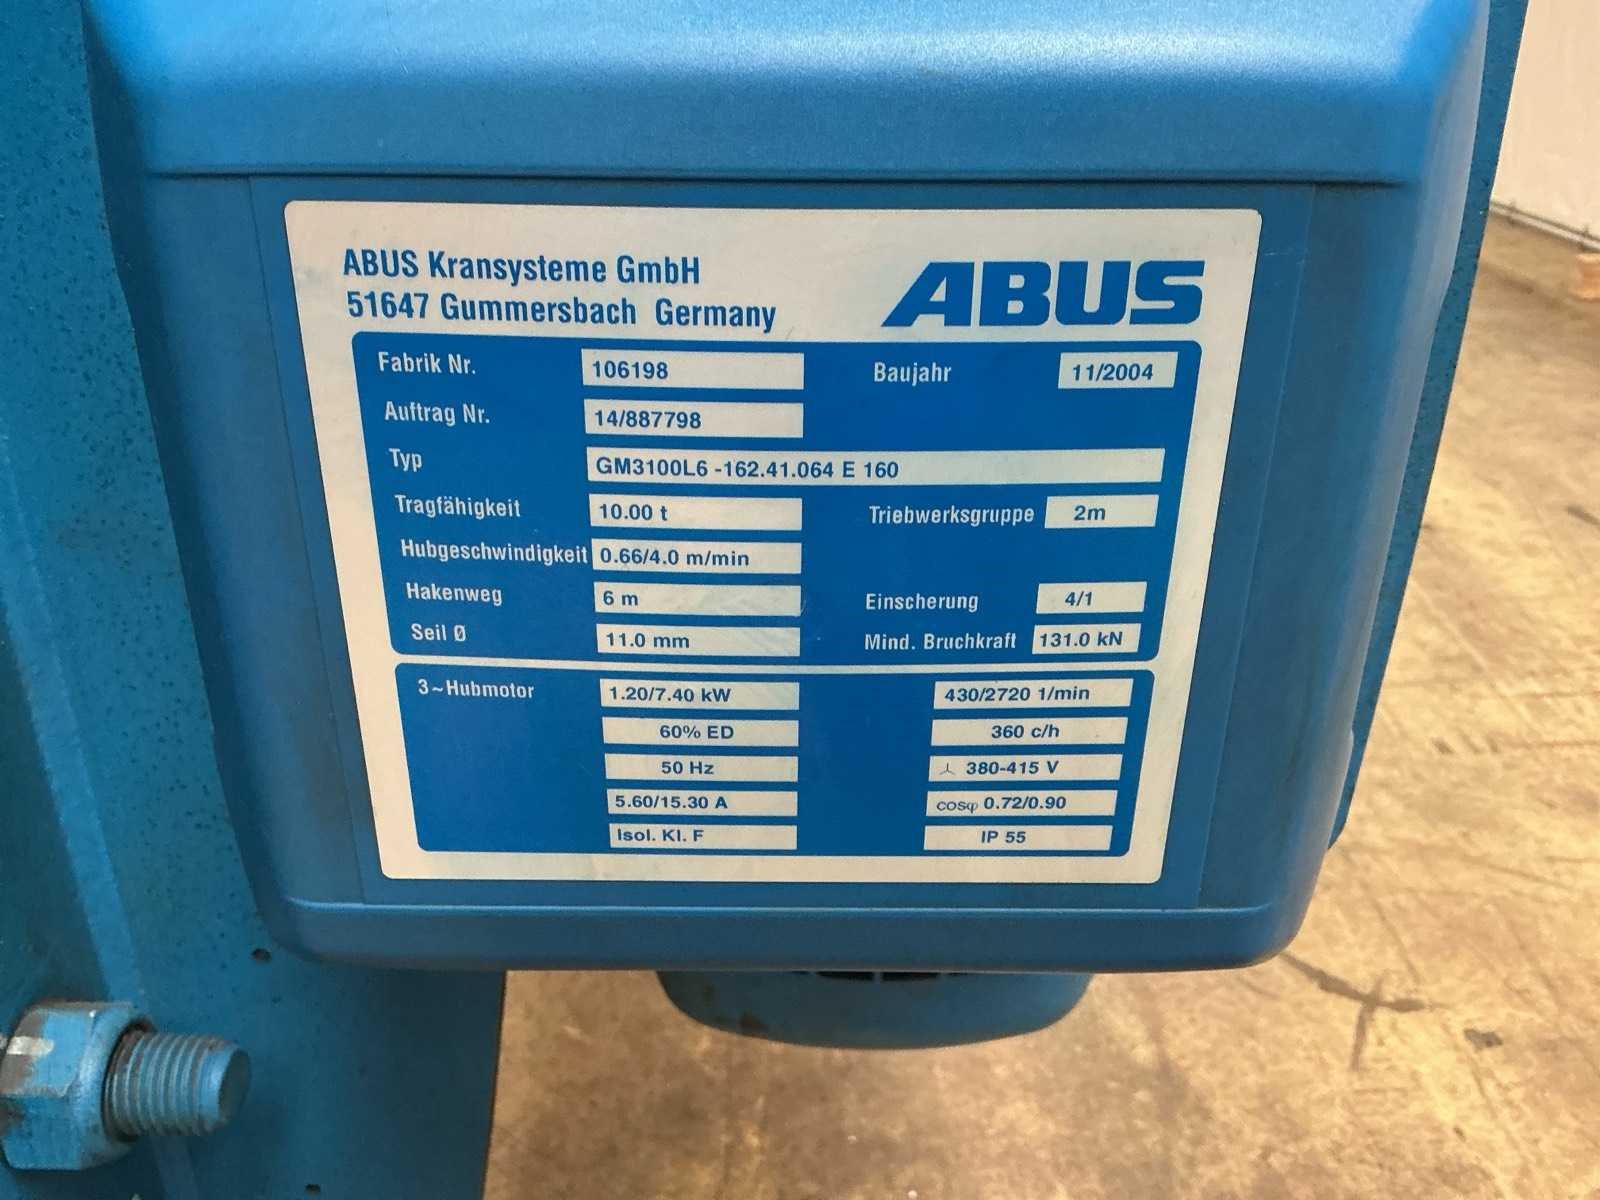 ABUS Kransysteme GmbH
51647 Gummersbach Germany
ABUS
Fabrik Nr. 106198 Baujahr 11/2004
Auftrag Nr. 14/887798
Typ GM3100L6 -162.41.064 E 160
Tragfähigkeit 10.00 t Triebwerksgruppe 2m
Hubgeschwindigkeit 0.66/4.0 m/min
Hakenweg 6 m Einscherung 4/1
Seil Ø 11.0 mm Mind. Bruchkraft 131.0 kN
3~Hubmotor 1.20/7.40 kW 430/2720 1/min
60% ED 360 c/h
50 Hz ⅄ 380-415 V
5.60/15.30 A cosφ 0.72/0.90
Isol. Kl. F IP 55